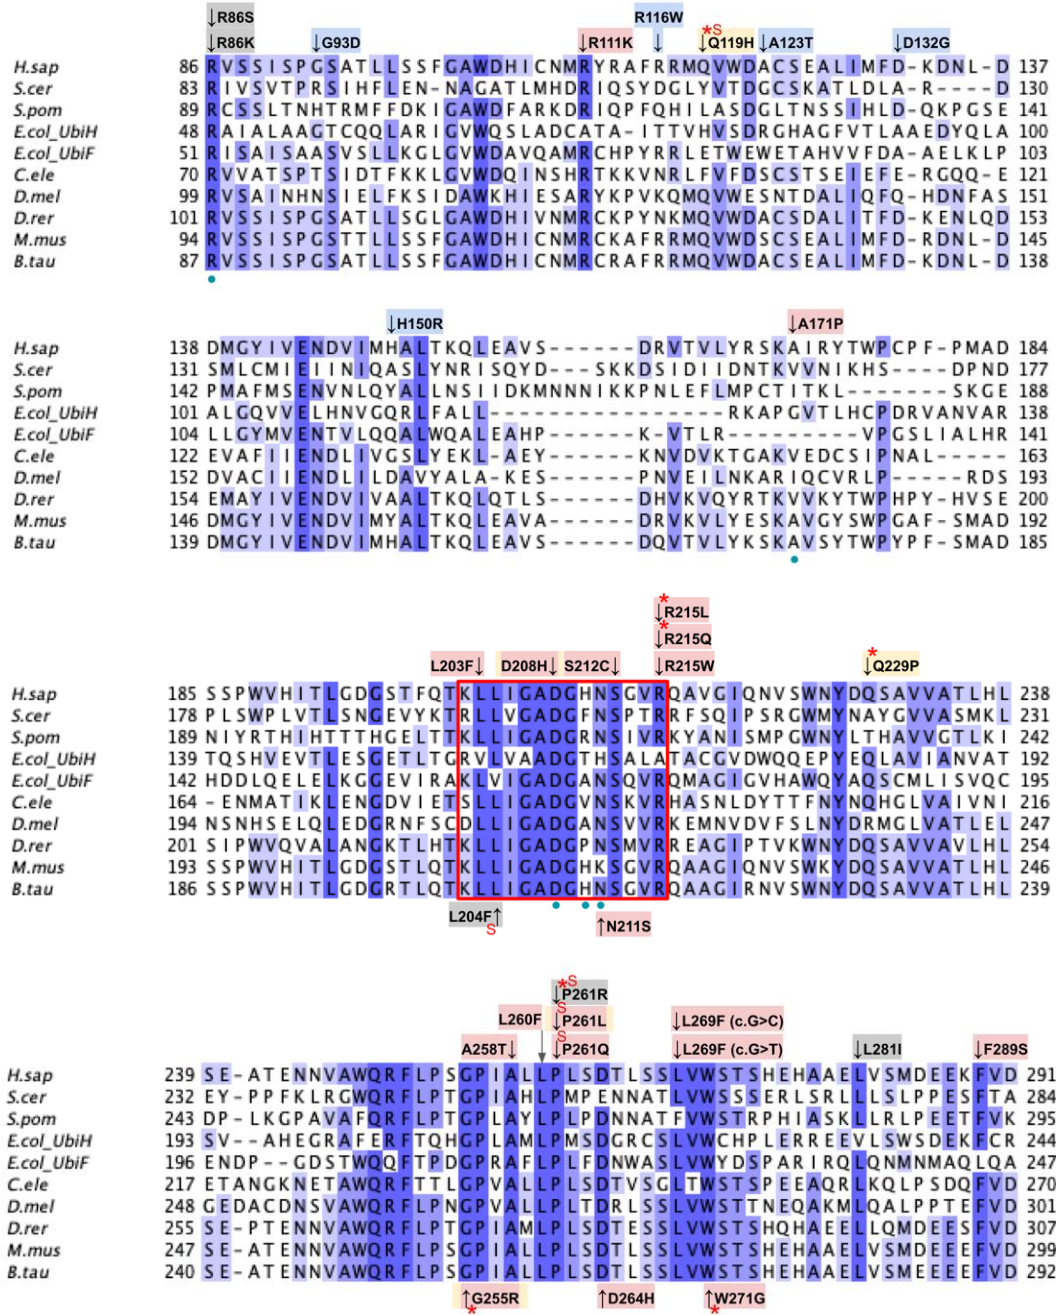 ↓R86S R116W *S
↓R86K ↓G93D ↓R111K ↓ ↓Q119H ↓A123T ↓D132G
H.sap 86 RVSSISPGSATLLSSFGAWDHICNMRYRAFRRMQVWDACSEALIMFD-KDNL-D 137
S.cer 83 RIVSVTPRSIHFLEN-NAGATLMHDRIQSYDGLYVTDGCSKATLDLA-R----D 130
S.pom 89 RCSSLTNHTRMFFDKIGAWDFARKDRIQPFQHILASDGLTNSSIHLD-QKPGSE 141
E.col_UbiH 48 RAIALAAGTCQQLARIGVWQSLADCATA-ITTVHVSDRGHAGFVTLAAEDYQLA 100
E.col_UbiF 51 RISAISAASVSLLKGLGVWDAVQAMRCHPYRRLETWEWETAHVVFDA-AELKLP 103
C.ele 70 RVVATSPTSIDTFKKLGVWDQINSHRTKKVNRLFVFDSCSTSEIEFE-RGQQ-E 121
D.mel 99 RVSAINHNSIELFKSIDAWKHIESARYKPVKQMQVWESNTDALIQFQ-HDNFAS 151
D.rer 101 RVSSISPGSATLLSGLGAWDHIVNMRCKPYNKMQVWDACSDALITFD-KENLQD 153
M.mus 94 RVSSISPGSTTLLSSFGAWDHICNMRCKAFRRMQVWDACSEALIMFD-RDNL-D 145
B.tau 87 RVSSISPGSATLLSSFGAWDHICNMRCRAFRRMQVWDACSEALIMFD-KDNL-D 138
↓H150R ↓A171P
H.sap 138 DMGYIVENDVIMHALTKQLEAVS------DRVTVLYRSKAIRYTWPCPF-PMAD 184
S.cer 131 SMLCMIEIINIQASLYNRISQYD---SKKDSIDIIDNTKVVNIKHS----DPND 177
S.pom 142 PMAFMSENVNLQYALLNSIIDKMNNNIKKPNLEFLMPCTITKL-----SKGE 188
E.col_UbiH 101 ALGQVVELHNVGQRLFALL----------------RKAPGVTLHCPDRVANVAR 138
E.col_UbiF 104 LLGYMVENTVLQQALWQALEAHP------K-VTLR---------VPGSLIALHR 141
C.ele 122 EVAFIIENDLIVGSLYEKL-AEY------KNVDVKTGAKVEDCSIPNAL----- 163
D.mel 152 DVACIIENDLILDAVYALA-KES------PNVEILNKARIQCVRLP-----RDS 193
D.rer 154 EMAYIVENDVIVAALTKQLQTLS------DHVKVQYRTKVVKYTWPHPY-HVSE 200
M.mus 146 DMGYIVENDVIMYALTKQLEAVA------DRVKVLYESKAVGYSWPGAF-SMAD 192
B.tau 139 DMGYIVENDVIMHALTKQLEAVS------DQVTVLYKSKAVSYTWPYPF-SMAD 185
* ↓R215L
* ↓R215Q *
L203F↓ D208H↓ S212C↓ ↓R215W ↓Q229P
H.sap 185 SSPWVHITLGDGSTFQTKLLIGADGHNSGVRQAVGIQNVSWNYDQSAVVATLHL 238
S.cer 178 PLSWPLVTLSNGEVYKTRLLVGADGFNSPTRRFSQIPSRGWMYNAYGVVASMKL 231
S.pom 189 NIYRTHIHTTTHGELTTKLLIGADGRNSIVRKYANISMPGWNYLTHAVVGTLKI 242
E.col_UbiH 139 TQSHVEVTLESGETLTGRVLVAADGTHSALATACGVDWQQEPYEQLAVIANVAT 192
E.col_UbiF 142 HDDLQELELKGGEVIRAKLVIGADGANSQVRQMAGIGVHAWQYAQSCMLISVQC 195
C.ele 164 -ENMATIKLENGDVIETSLLIGADGVNSKVRHASNLDYTTFNYNQHGLVAIVNI 216
D.mel 194 NSNHSELQLEDGRNFSCDLLIGADGANSVVRKEMNVDVFSLNYDRMGLVATLEL 247
D.rer 201 SIPWVQVALANGKTLHTKLLIGADGPNSMVRREAGIPTVKWNYDQSAVVAVLHL 254
M.mus 193 SSPWVHITLGDGSTLQTKLLIGADGHKSGVRQAAGIQNVSWKYDQSAVVATLHL 246
B.tau 186 SSPWVHITLGDGRTLQTKLLIGADGHNSGVRQAAGIRNVSWNYDQSAVVATLHL 239
L204F↑ ↑N211S
S
*S
↓P261R
L260F S ↓P261L ↓L269F (c.G>C)
A258T↓ S ↓P261Q ↓L269F (c.G>T) ↓L281I ↓F289S
H.sap 239 SE-ATENNVAWQRFLPSGPIALLPLSDTLSSLVWSTSHEHAAELVSMDEEKFVD 291
S.cer 232 EY-PPFKLRGWQRFLPTGPIAHLPMPENNATLVWSSSERLSRLLLSLPPESFTA 284
S.pom 243 DP-LKGPAVAFQRFLPTGPLAYLPLPDNNATFVWSTRPHIASKLLRLPEETFVK 295
E.col_UbiH 193 SV--AHEGRAFERFTQHGPLAMLPMSDGRCSLVWCHPLERREEVLSWSDEKFCR 244
E.col_UbiF 196 ENDP--GDSTWQQFTPDGPRAFLPLFDNWASLVWYDSPARIRQLQNMNMAQLQA 247
C.ele 217 ETANGKNETAWQRFTTLGPVALLPLSDTVSGLTWSTSPEEAQRLKQLPSDQFVD 270
D.mel 248 GEDACDNSVAWQRFLPNGPVALLPLTDRLSSLVWSTTNEQAKMLQALPPTEFVD 301
D.rer 255 SE-PTENNVAWQRFLPTGPIAMLPLSDTESSLVWSTSHQHAEELLQMDEESFVD 307
M.mus 247 SE-ATENNVAWQRFLPSGPIALLPLSDTLSSLVWSTSHEHAAELVSMDEEEFVD 299
B.tau 240 SE-ATENNVAWQRFLPSGPIALLPLSDTLSSLVWSTSHEHAAELVSMDEEKFVD 292
↑G255R ↑D264H ↑W271G
* *